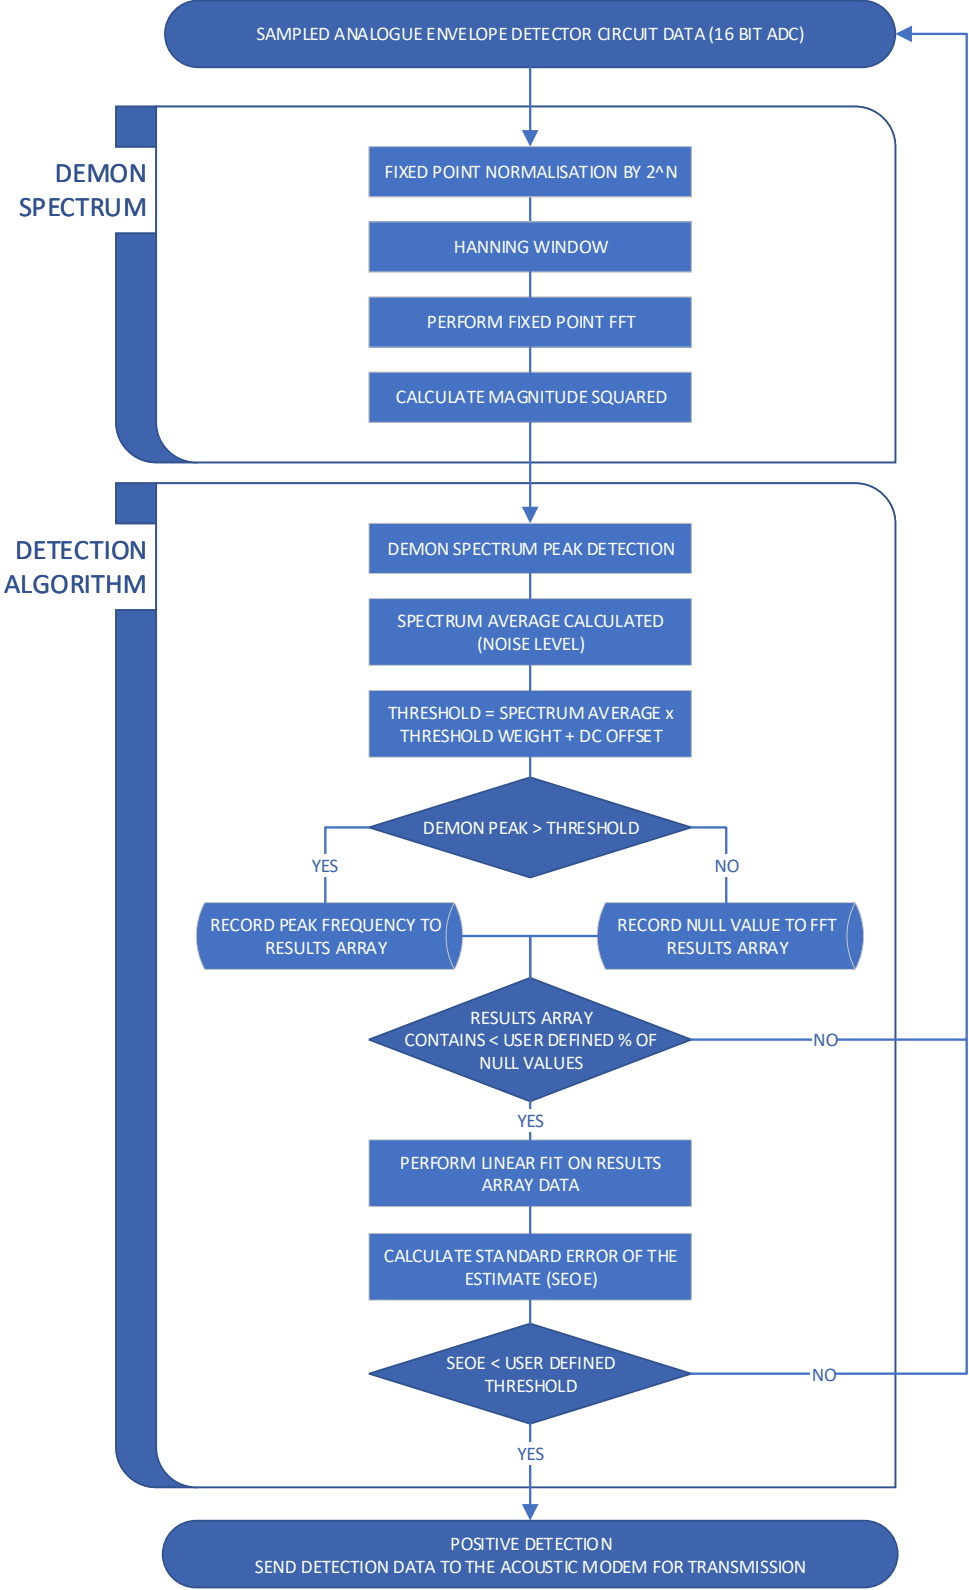 SAMPLED ANALOGUE ENVELOPE DETECTOR CIRCUIT DATA (16 BIT ADC)
DEMON
SPECTRUM
FIXED POINT NORMALISATION BY 2^N
HANNING WINDOW
PERFORM FIXED POINT FFT
CALCULATE MAGNITUDE SQUARED
DETECTION
ALGORITHM
DEMON SPECTRUM PEAK DETECTION
SPECTRUM AVERAGE CALCULATED
(NOISE LEVEL)
THRESHOLD = SPECTRUM AVERAGE x
THRESHOLD WEIGHT + DC OFFSET
DEMON PEAK > THRESHOLD
YES
NO
RECORD PEAK FREQUENCY TO
RESULTS ARRAY
RECORD NULL VALUE TO FFT
RESULTS ARRAY
RESULTS ARRAY
CONTAINS < USER DEFINED % OF
NULL VALUES
NO
YES
PERFORM LINEAR FIT ON RESULTS
ARRAY DATA
CALCULATE STANDARD ERROR OF THE
ESTIMATE (SEOE)
SEOE < USER DEFINED
THRESHOLD
NO
YES
POSITIVE DETECTION
SEND DETECTION DATA TO THE ACOUSTIC MODEM FOR TRANSMISSION